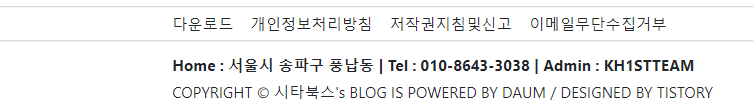 다운로드 개인정보처리방침 저작권지침및신고 이메일무단수집거부
Home : 서울시 송파구 풍납동 | Tel : 010-8643-3038 | Admin : KH1STTEAM
COPYRIGHT © 시타북스's BLOG IS POWERED BY DAUM / DESIGNED BY TISTORY